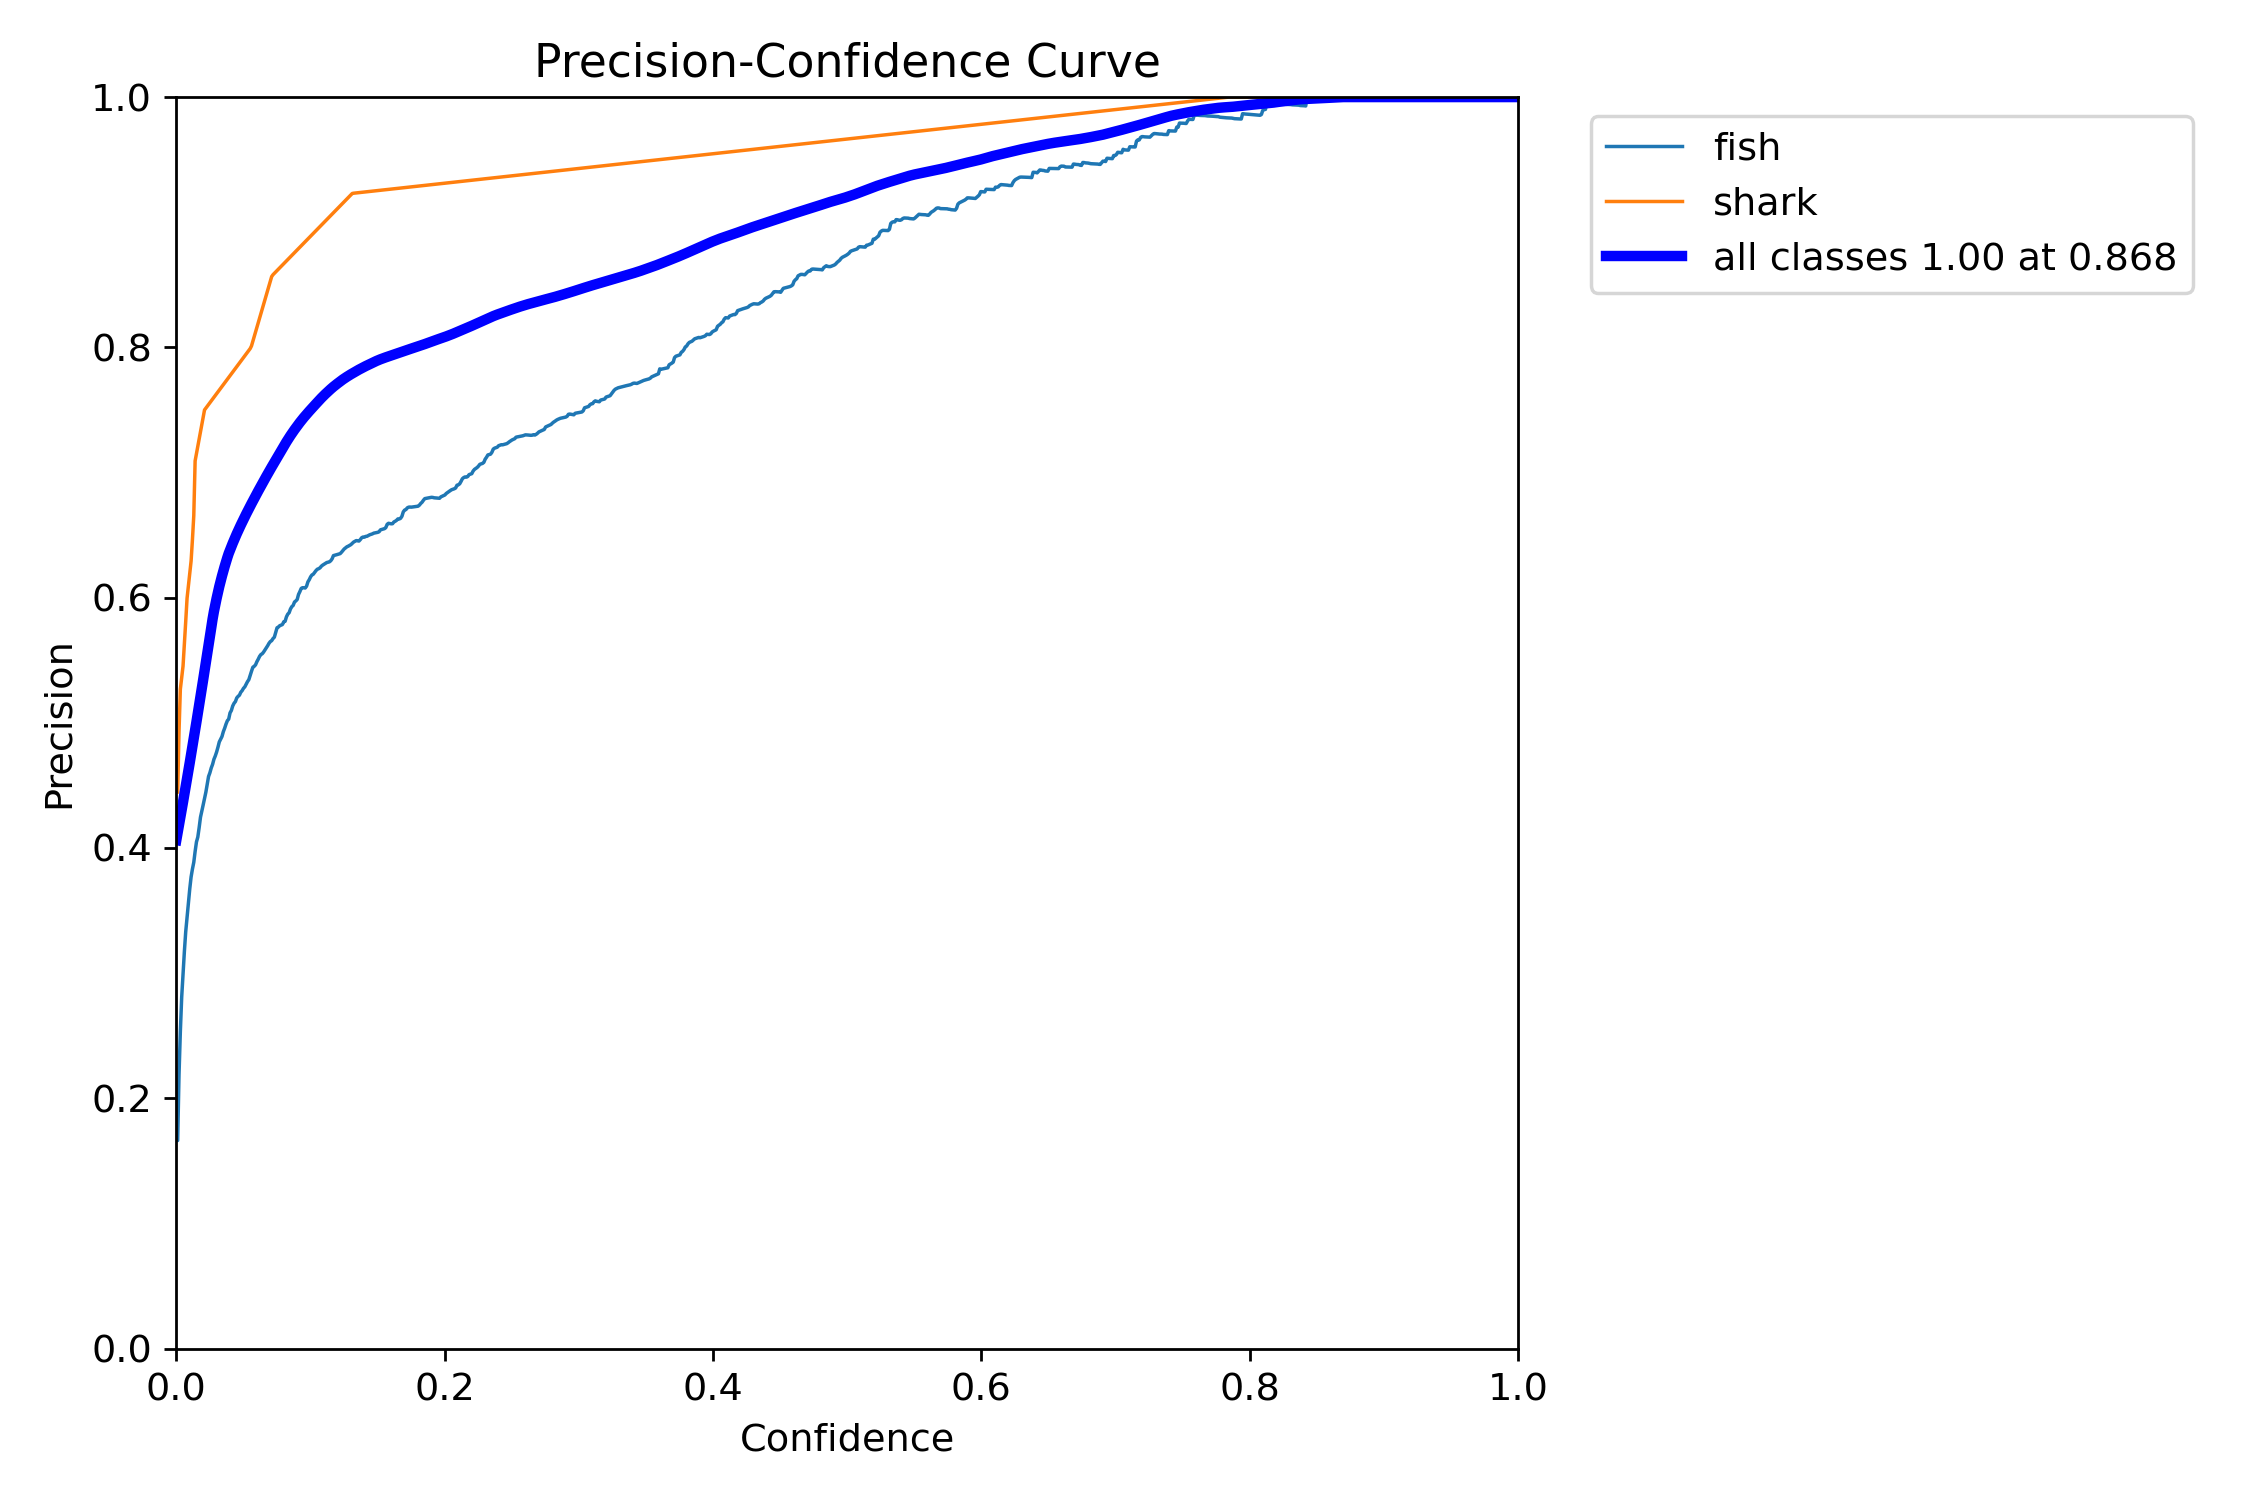 Precision-Confidence Curve
1.0
0.8
0.6
0.4
0.2
0.0
Precision
0.0 0.2 0.4 0.6 0.8 1.0
Confidence
fish
shark
all classes 1.00 at 0.868